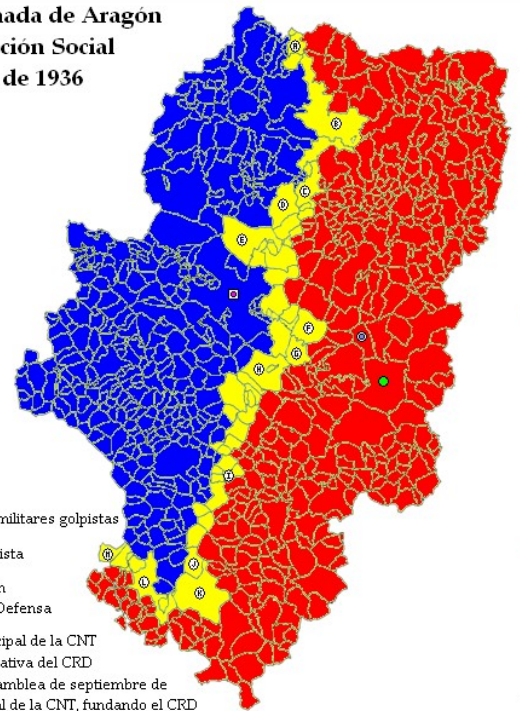 nada de Aragón
ción Social
de 1936
A
B
C
D
E
F
G
H
I
J
K
L
M
militares golpistas
ista
n
Defensa
cipal de la CNT
ativa del CRD
amblea de septiembre de
al de la CNT, fundando el CRD